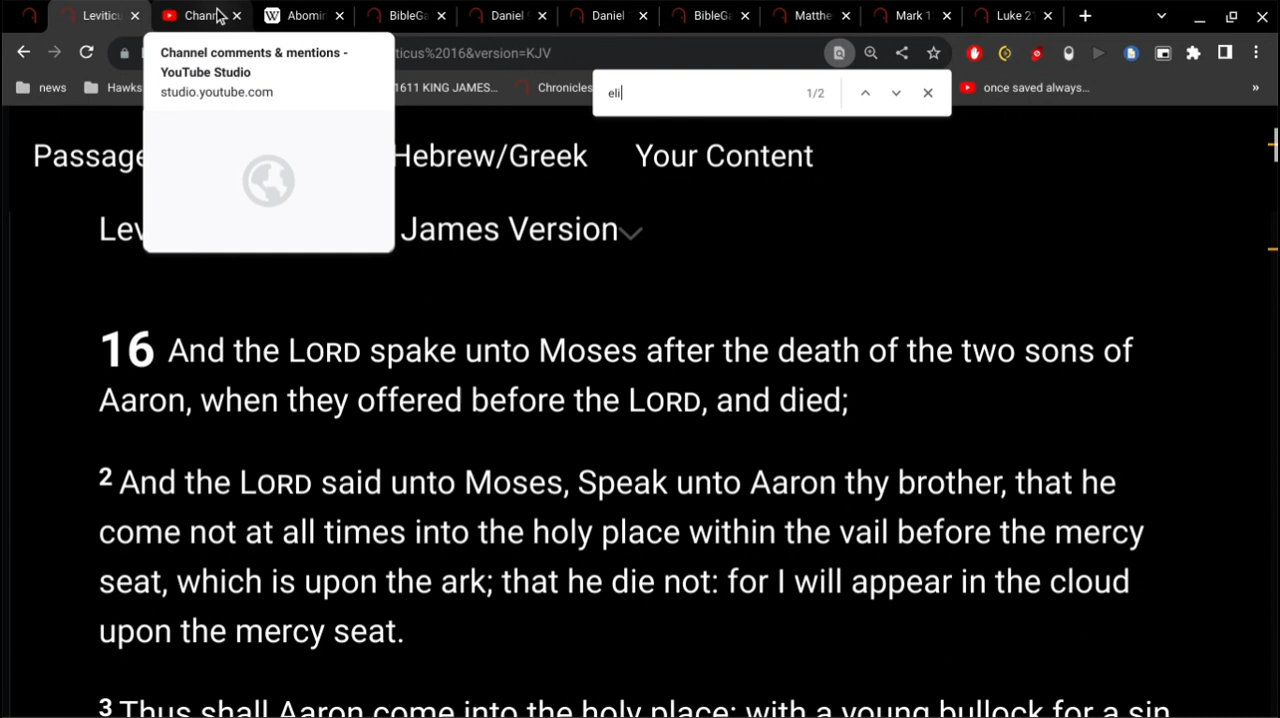 Leviticu
Chann
Abomin
BibleGa
Daniel 9
Daniel
BibleG
Matthe
Mark 1
Luke 21
Channel comments & mentions -
YouTube Studio
studio.youtube.com
ticus%2016&version=KJV
eli
1/2
news
Hawks
1611 KING JAMES...
Chronicles
once saved always...
»
Passage
Hebrew/Greek
Your Content
Lev
James Version
16 And the LORD spake unto Moses after the death of the two sons of
Aaron, when they offered before the LORD, and died;
2 And the LORD said unto Moses, Speak unto Aaron thy brother, that he
come not at all times into the holy place within the vail before the mercy
seat, which is upon the ark; that he die not: for I will appear in the cloud
upon the mercy seat.
3 Thus shall Aaron come into the holy place: with a young bullock for a sin